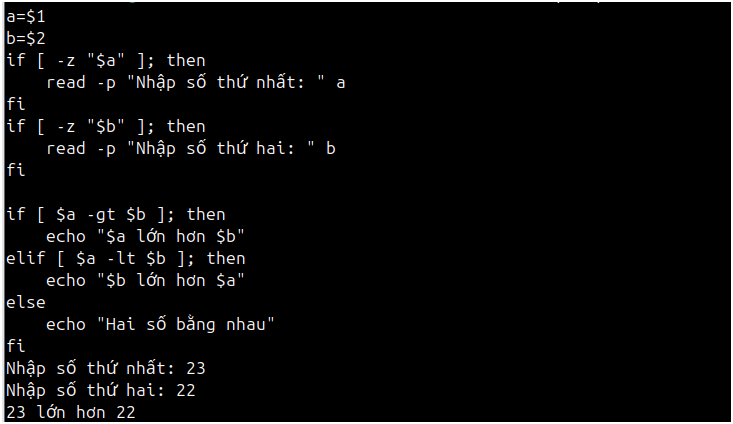 a=$1
b=$2
if [ -z "$a" ]; then
    read -p "Nhập số thứ nhất: " a
fi
if [ -z "$b" ]; then
    read -p "Nhập số thứ hai: " b
fi

if [ $a -gt $b ]; then
    echo "$a lớn hơn $b"
elif [ $a -lt $b ]; then
    echo "$b lớn hơn $a"
else
    echo "Hai số bằng nhau"
fi
Nhập số thứ nhất: 23
Nhập số thứ hai: 22
23 lớn hơn 22